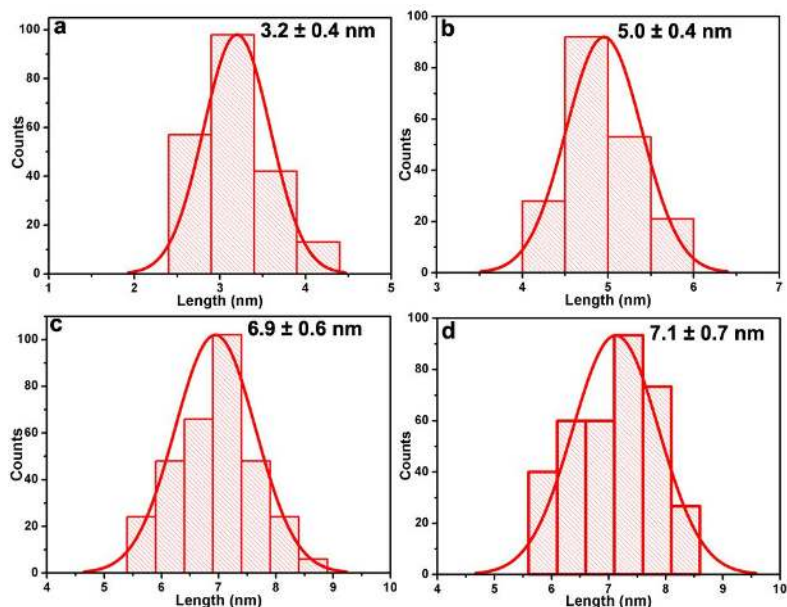 a
3.2 ± 0.4 nm
100
80
60
40
20
0
Counts
1 2 3 4 5
Length (nm)
b
5.0 ± 0.4 nm
100
80
60
40
20
0
Counts
3 4 5 6 7
Length (nm)
c
6.9 ± 0.6 nm
100
80
60
40
20
0
Counts
4 5 6 7 8 9 10
Length (nm)
d
7.1 ± 0.7 nm
100
80
60
40
20
0
Counts
4 5 6 7 8 9 10
Length (nm)